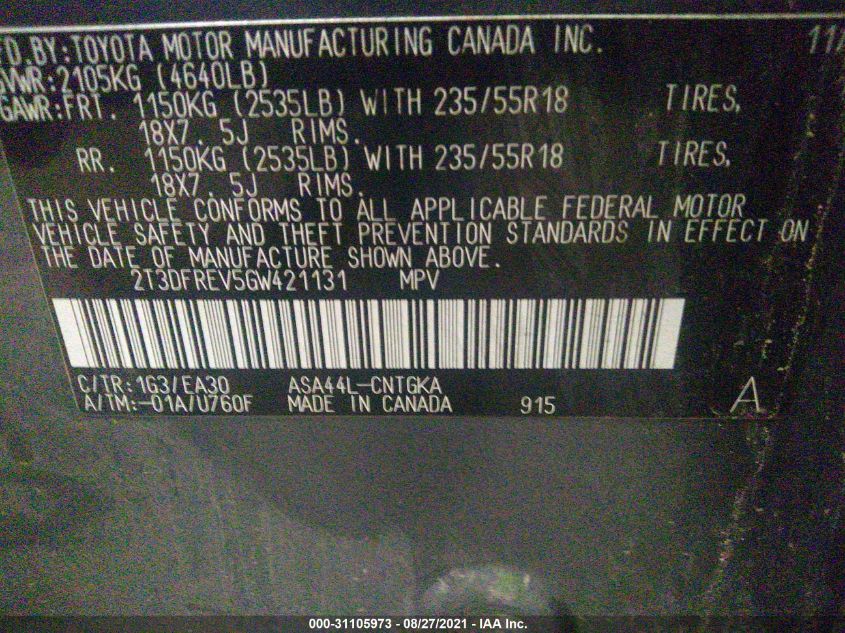 FD. BY: TOYOTA MOTOR MANUFACTURING CANADA INC. 11/
GVWR: 2105KG (4640LB)
GAWR: FRT. 1150KG (2535LB) WITH 235/55R18 TIRES,
18X7. 5J RIMS.
RR. 1150KG (2535LB) WITH 235/55R18 TIRES,
18X7. 5J RIMS.
THIS VEHICLE CONFORMS TO ALL APPLICABLE FEDERAL MOTOR
VEHICLE SAFETY AND THEFT PREVENTION STANDARDS IN EFFECT ON
THE DATE OF MANUFACTURE SHOWN ABOVE.
2T3DFREV5GW421131 MPV
C/TR: 1G3/EA30 ASA44L-CNTGKA
A/TM: -01A/U760F MADE IN CANADA 915 A
000-31105973 - 08/27/2021 - IAA Inc.